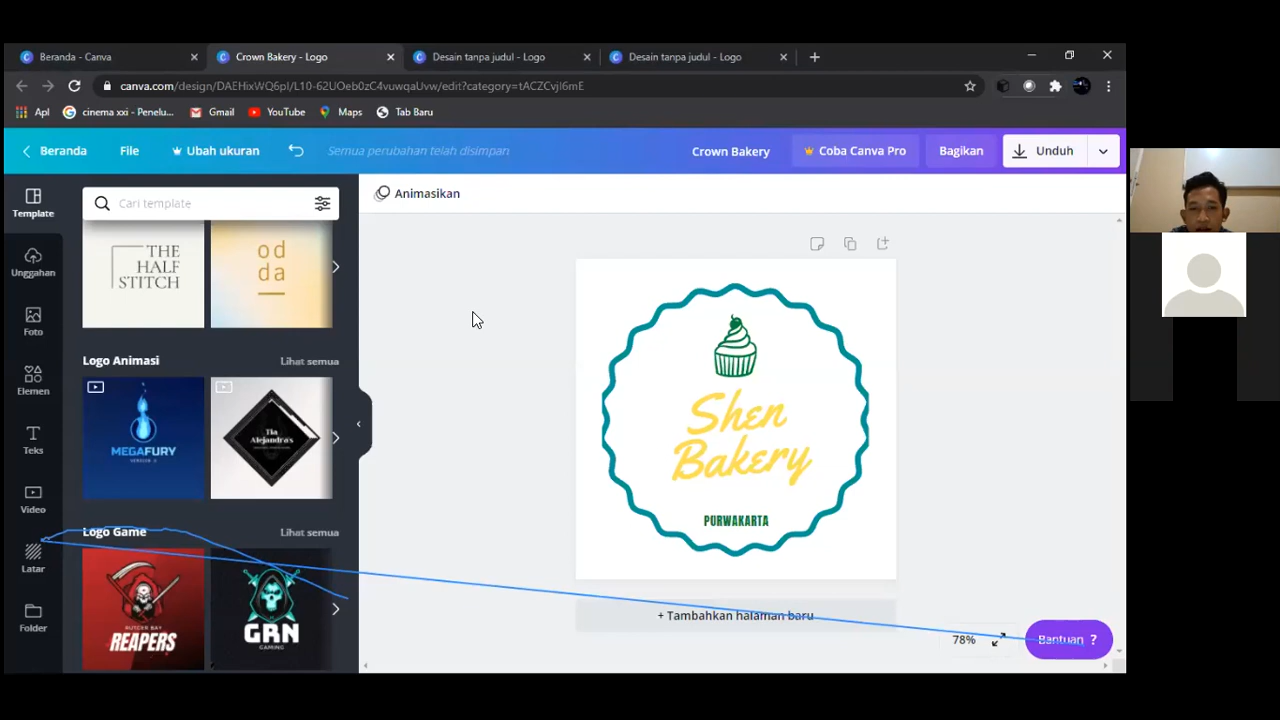 Beranda - Canva
Crown Bakery - Logo
Desain tanpa judul - Logo
Desain tanpa judul - Logo
canva.com/design/DAEHixWQ6pI/L10-62UOeb0zC4vuwqaUvw/edit?category=tACZCvjI6mE
Apl
cinema xxi - Penelu...
Gmail
YouTube
Maps
Tab Baru
Beranda
File
Ubah ukuran
Semua perubahan telah disimpan
Crown Bakery
Coba Canva Pro
Bagikan
Unduh
Template
Cari template
Animasikan
Unggahan
Foto
Elemen
Teks
Video
Latar
Folder
THE
HALF
STITCH
od
da
Logo Animasi
Lihat semua
MEGAFURY
Tia
Alejandra's
Logo Game
Lihat semua
REAPERS
GRN
GAMING
Shen
Bakery
PURWAKARTA
+ Tambahkan halaman baru
78%
Bantuan ?